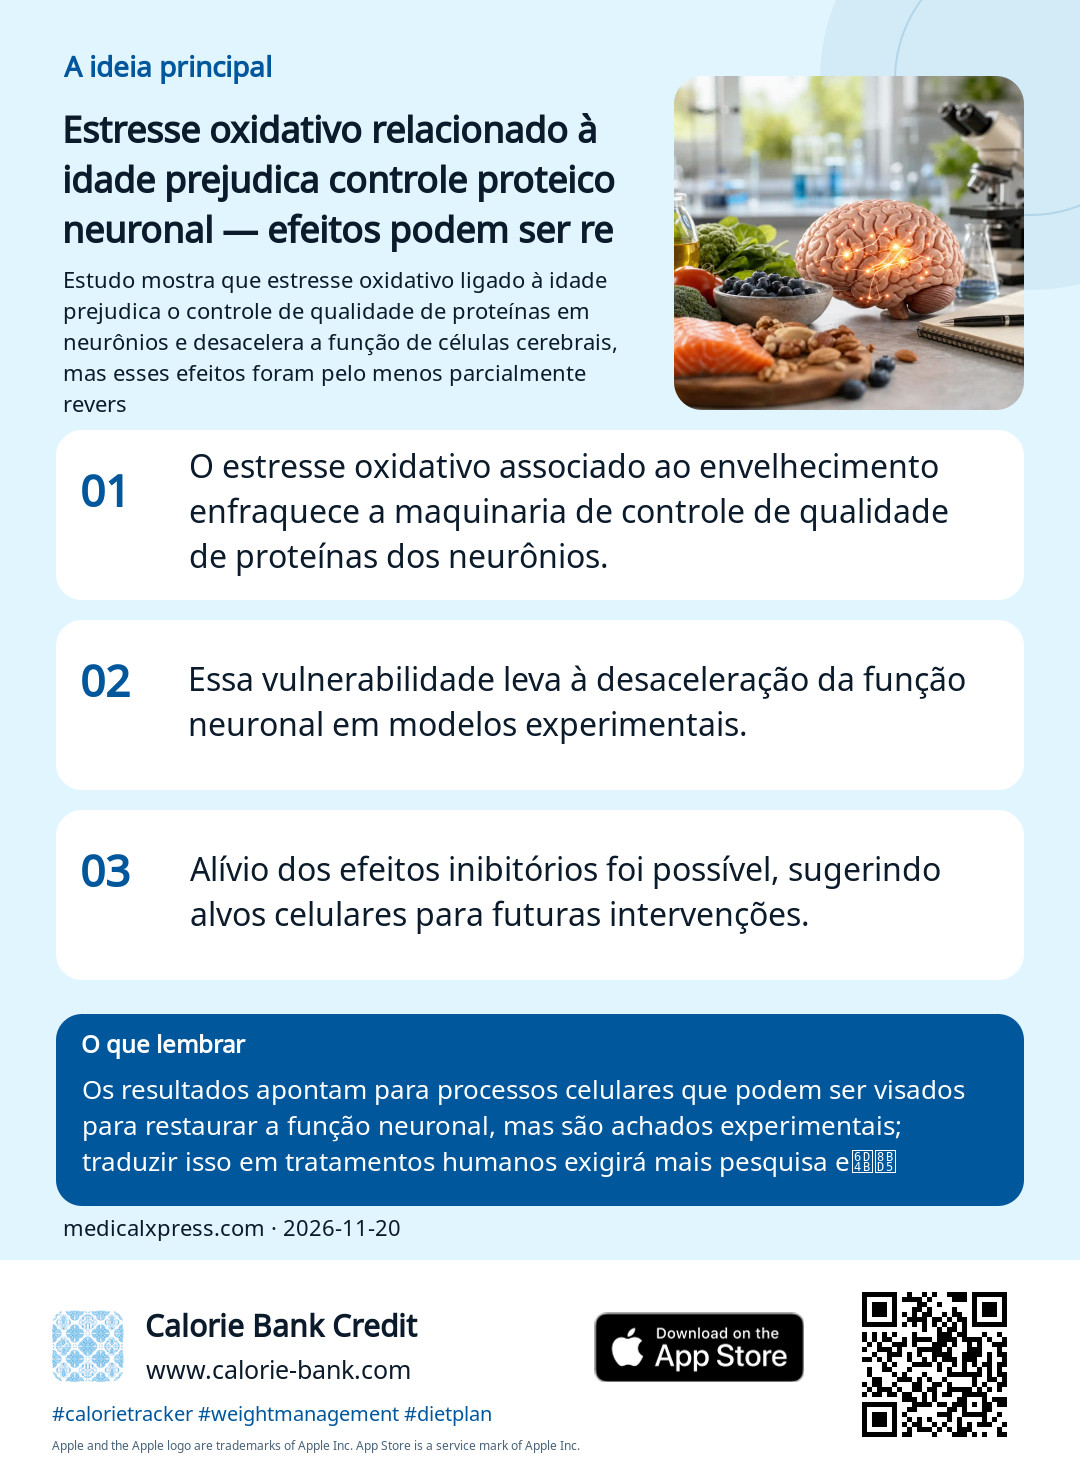 A ideia principal
Estresse oxidativo relacionado à
idade prejudica controle proteico
neuronal — efeitos podem ser re
Estudo mostra que estresse oxidativo ligado à idade
prejudica o controle de qualidade de proteínas em
neurônios e desacelera a função de células cerebrais,
mas esses efeitos foram pelo menos parcialmente
revers
01
O estresse oxidativo associado ao envelhecimento
enfraquece a maquinaria de controle de qualidade
de proteínas dos neurônios.
02
Essa vulnerabilidade leva à desaceleração da função
neuronal em modelos experimentais.
03
Alívio dos efeitos inibitórios foi possível, sugerindo
alvos celulares para futuras intervenções.
O que lembrar
Os resultados apontam para processos celulares que podem ser visados
para restaurar a função neuronal, mas são achados experimentais;
traduzir isso em tratamentos humanos exigirá mais pesquisa e测试
medicalxpress.com · 2026-11-20
Calorie Bank Credit
www.calorie-bank.com
Download on the
App Store
#calorietracker #weightmanagement #dietplan
Apple and the Apple logo are trademarks of Apple Inc. App Store is a service mark of Apple Inc.